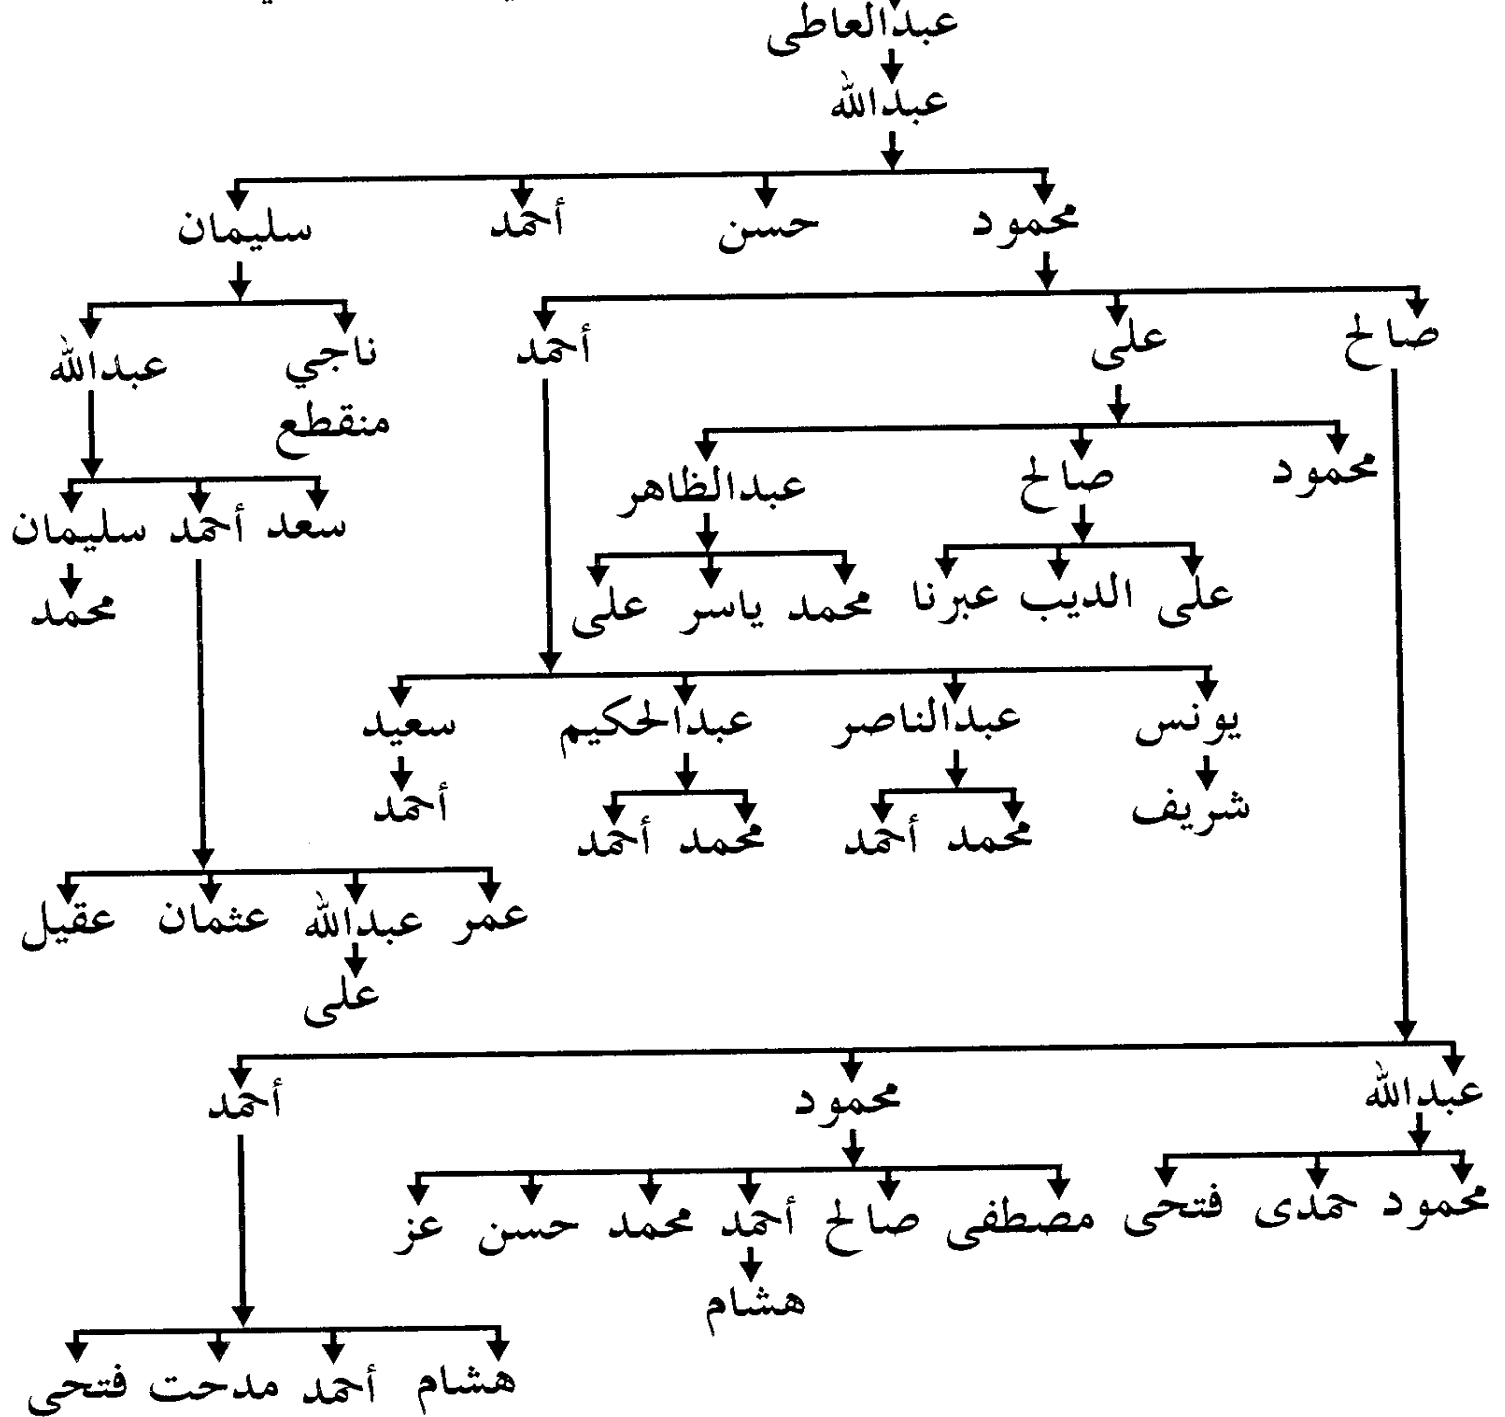 عبدالعاطى
عبدالله
محمود حسن أحمد سليمان
صالح على أحمد ناجي عبدالله
منقطع
محمود صالح عبدالظاهر
سعد أحمد سليمان
على الديب عبرنا محمد ياسر على محمد
يونس عبدالناصر عبدالحكيم سعيد
شريف أحمد
محمد أحمد محمد أحمد
عمر عبدالله عثمان عقيل
على
عبدالله محمود أحمد
محمود حمدى فتحى مصطفى صالح أحمد محمد حسن عز
هشام
هشام أحمد مدحت فتحى